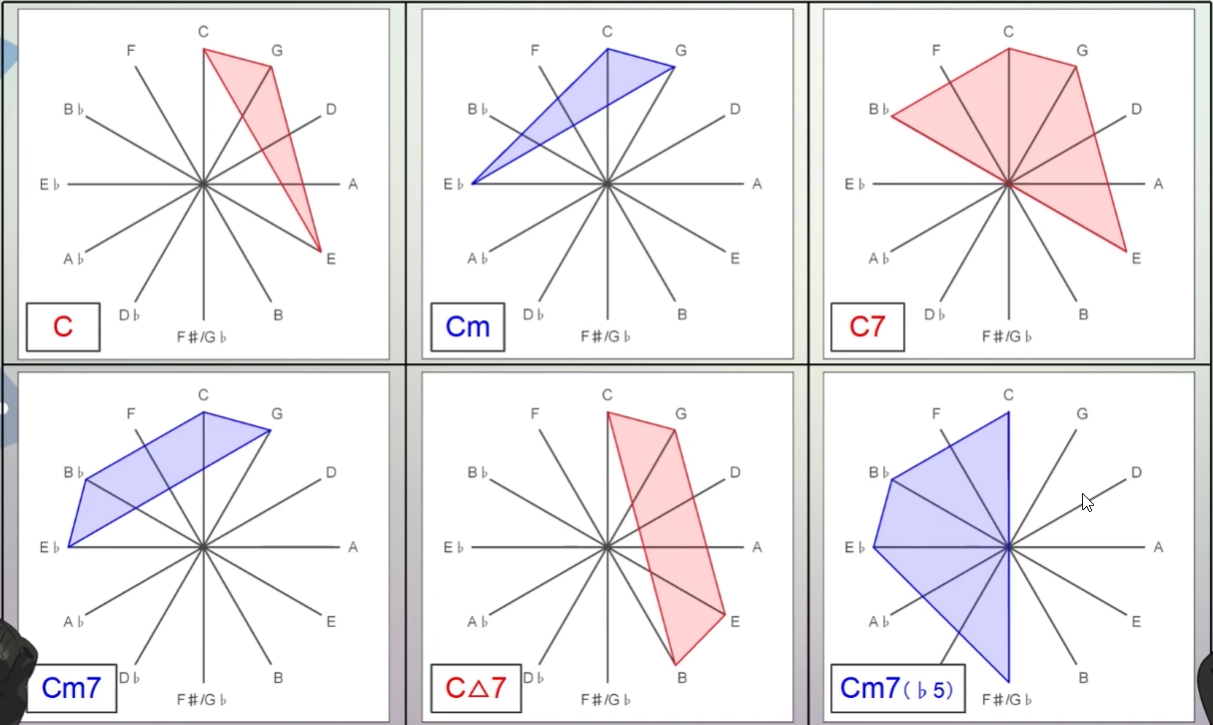 C
F G
B♭ D
E♭ A
A♭ E
D♭ B
F♯/G♭
C
C
F G
B♭ D
E♭ A
A♭ E
D♭ B
F♯/G♭
Cm
C
F G
B♭ D
E♭ A
A♭ E
D♭ B
F♯/G♭
C7
C
F G
B♭ D
E♭ A
A♭ E
D♭ B
F♯/G♭
Cm7
C
F G
B♭ D
E♭ A
A♭ E
D♭ B
F♯/G♭
C△7
C
F G
B♭ D
E♭ A
A♭ E
B
F♯/G♭
Cm7(♭5)